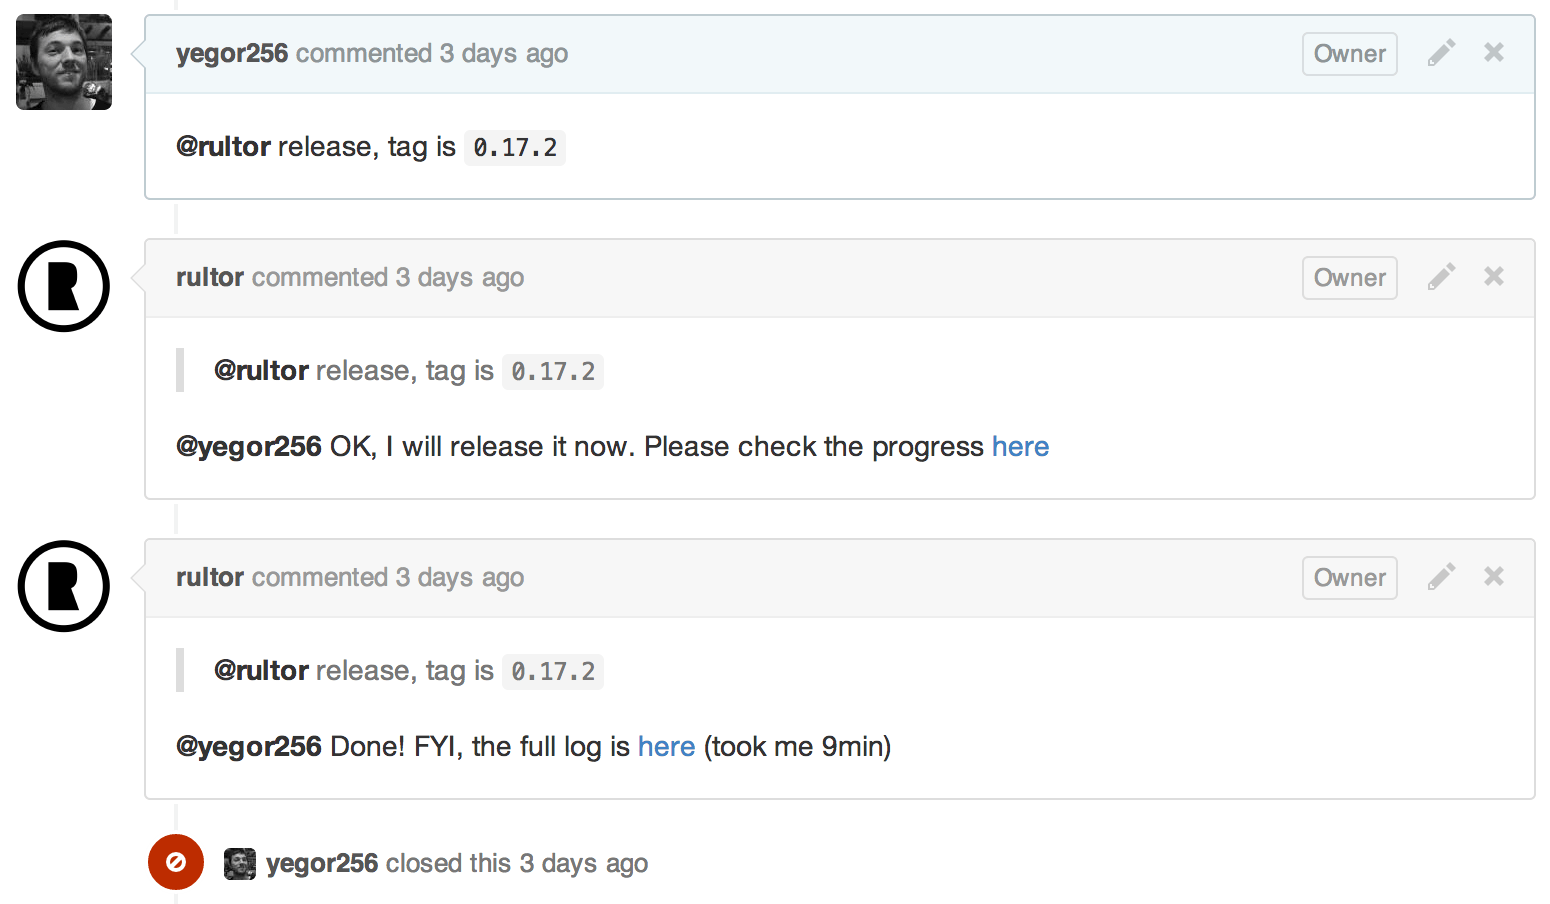 yegor256 commented 3 days ago Owner
@rultor release, tag is 0.17.2
R
rultor commented 3 days ago Owner
@rultor release, tag is 0.17.2
@yegor256 OK, I will release it now. Please check the progress here
R
rultor commented 3 days ago Owner
@rultor release, tag is 0.17.2
@yegor256 Done! FYI, the full log is here (took me 9min)
yegor256 closed this 3 days ago